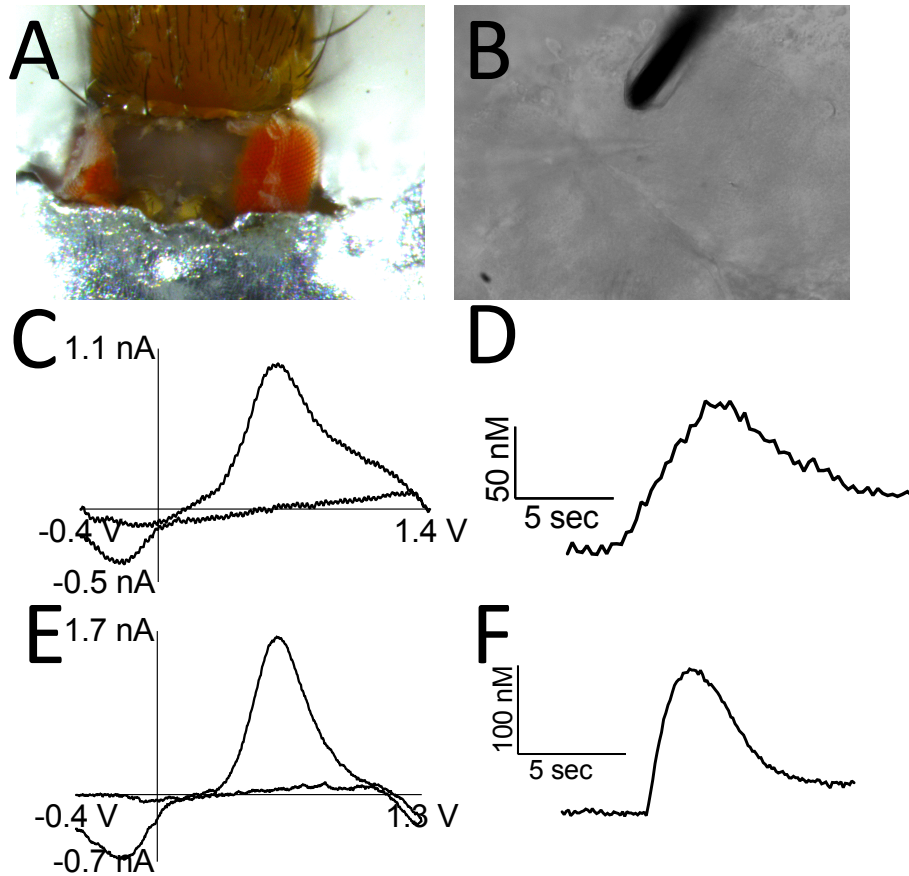 A
B
C
1.1 nA
-0.4 V
1.4 V
-0.5 nA
D
50 nM
5 sec
E
1.7 nA
-0.4 V
1.3 V
-0.7 nA
F
100 nM
5 sec